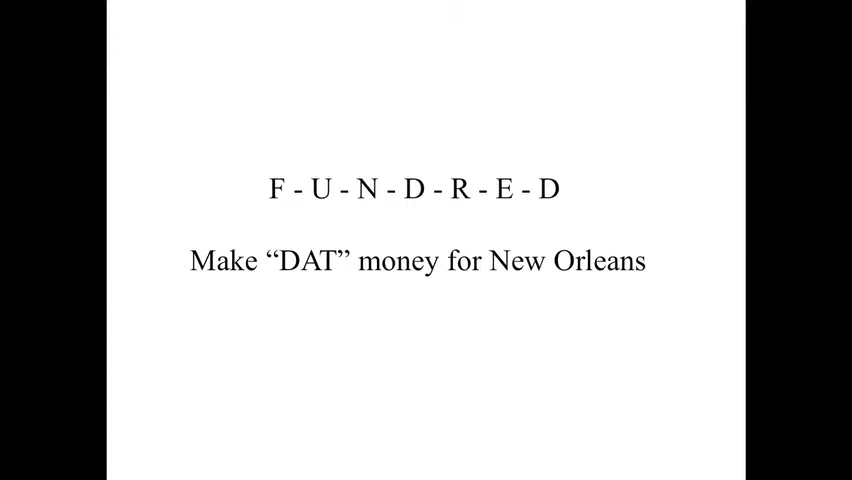 F - U - N - D - R - E - D
Make “DAT” money for New Orleans